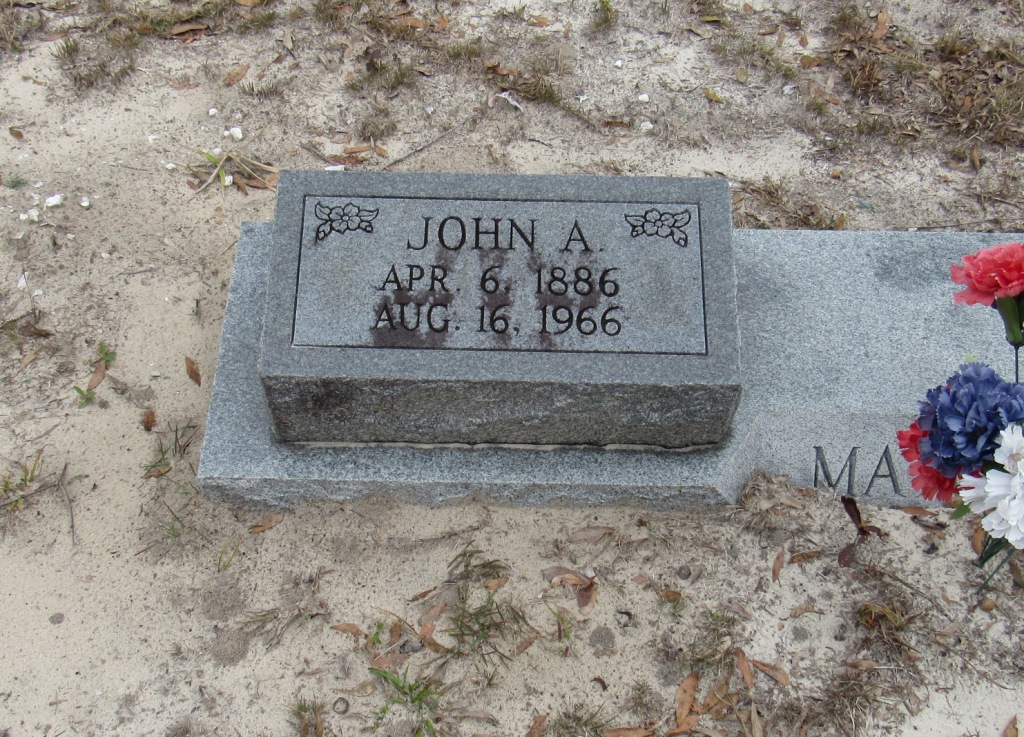 JOHN A.
APR. 6, 1886
AUG. 16, 1966
MA